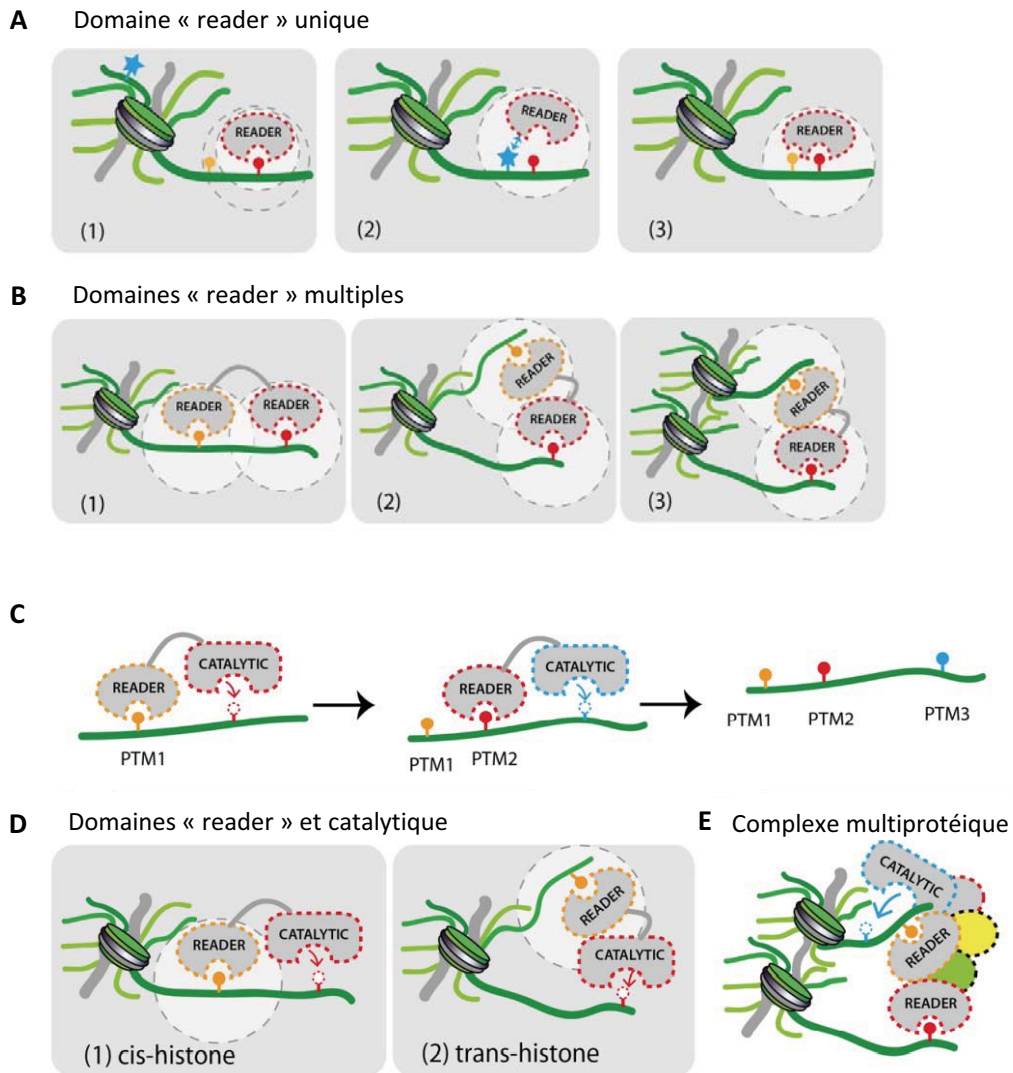 A Domaine « reader » unique
READER
READER
READER
(1)
(2)
(3)
B Domaines « reader » multiples
READER
READER
READER
READER
READER
READER
(1)
(2)
(3)
C
READER
CATALYTIC
READER
CATALYTIC
PTM1
PTM1
PTM2
PTM1
PTM2
PTM3
D Domaines « reader » et catalytique
E Complexe multiprotéique
READER
CATALYTIC
READER
CATALYTIC
CATALYTIC
READER
READER
(1) cis-histone
(2) trans-histone